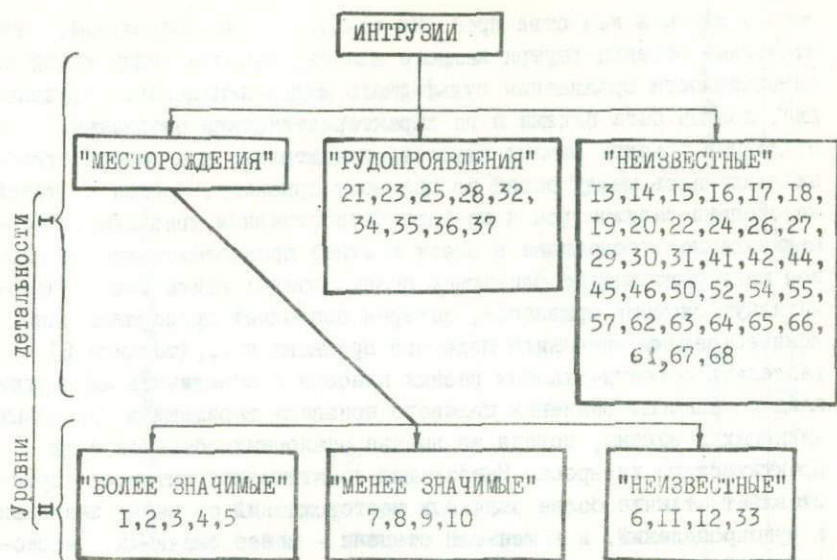 ИНТРУЗИИ
"МЕСТОРОЖДЕНИЯ"
"РУДОПРОЯВЛЕНИЯ"
21,23,25,28,32,
34,35,36,37
"НЕИЗВЕСТНЫЕ"
13,14,15,16,17,18,
19,20,22,24,26,27,
29,30,31,41,42,44,
45,46,50,52,54,55,
57,62,63,64,65,66,
61,67,68
"БОЛЕЕ ЗНАЧИМЫЕ"
1,2,3,4,5
"МЕНЕЕ ЗНАЧИМЫЕ"
7,8,9,10
"НЕИЗВЕСТНЫЕ"
6,11,12,33
Уровни детальности
I
II